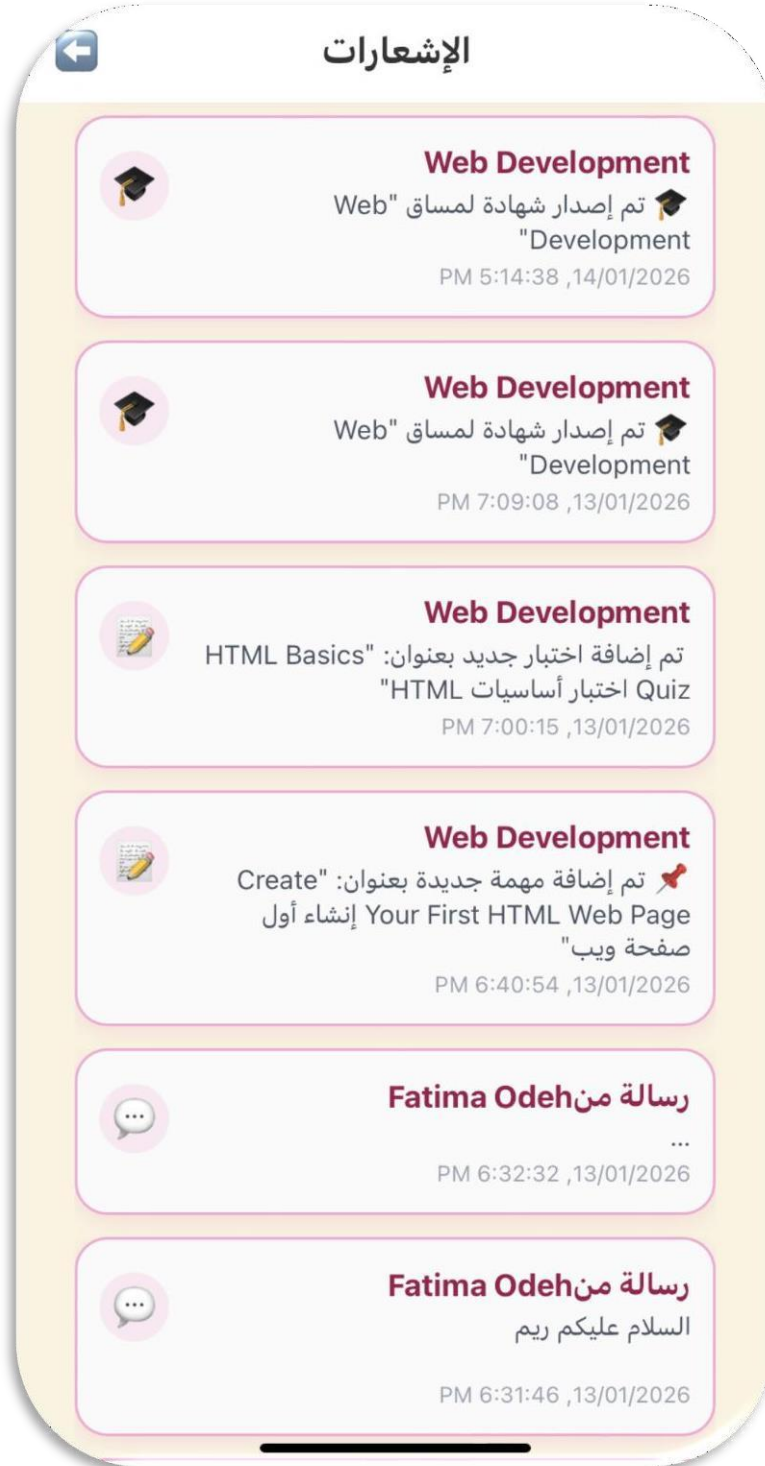 الإشعارات
Web Development
🎓 تم إصدار شهادة لمساق "Web
Development"
14/01/2026, 5:14:38 PM
Web Development
🎓 تم إصدار شهادة لمساق "Web
Development"
13/01/2026, 7:09:08 PM
Web Development
تم إضافة اختبار جديد بعنوان: "HTML Basics
Quiz اختبار أساسيات HTML"
13/01/2026, 7:00:15 PM
Web Development
📌 تم إضافة مهمة جديدة بعنوان: "Create
Your First HTML Web Page إنشاء أول
صفحة ويب"
13/01/2026, 6:40:54 PM
رسالة منFatima Odeh
...
13/01/2026, 6:32:32 PM
رسالة منFatima Odeh
السلام عليكم ريم
13/01/2026, 6:31:46 PM